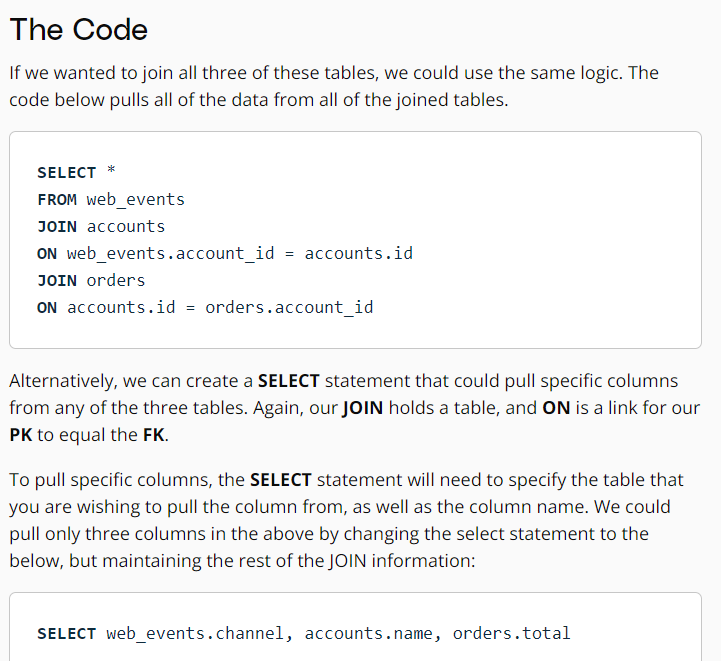 The Code
If we wanted to join all three of these tables, we could use the same logic. The
code below pulls all of the data from all of the joined tables.
SELECT *
FROM web_events
JOIN accounts
ON web_events.account_id = accounts.id
JOIN orders
ON accounts.id = orders.account_id
Alternatively, we can create a SELECT statement that could pull specific columns
from any of the three tables. Again, our JOIN holds a table, and ON is a link for our
PK to equal the FK.
To pull specific columns, the SELECT statement will need to specify the table that
you are wishing to pull the column from, as well as the column name. We could
pull only three columns in the above by changing the select statement to the
below, but maintaining the rest of the JOIN information:
SELECT web_events.channel, accounts.name, orders.total